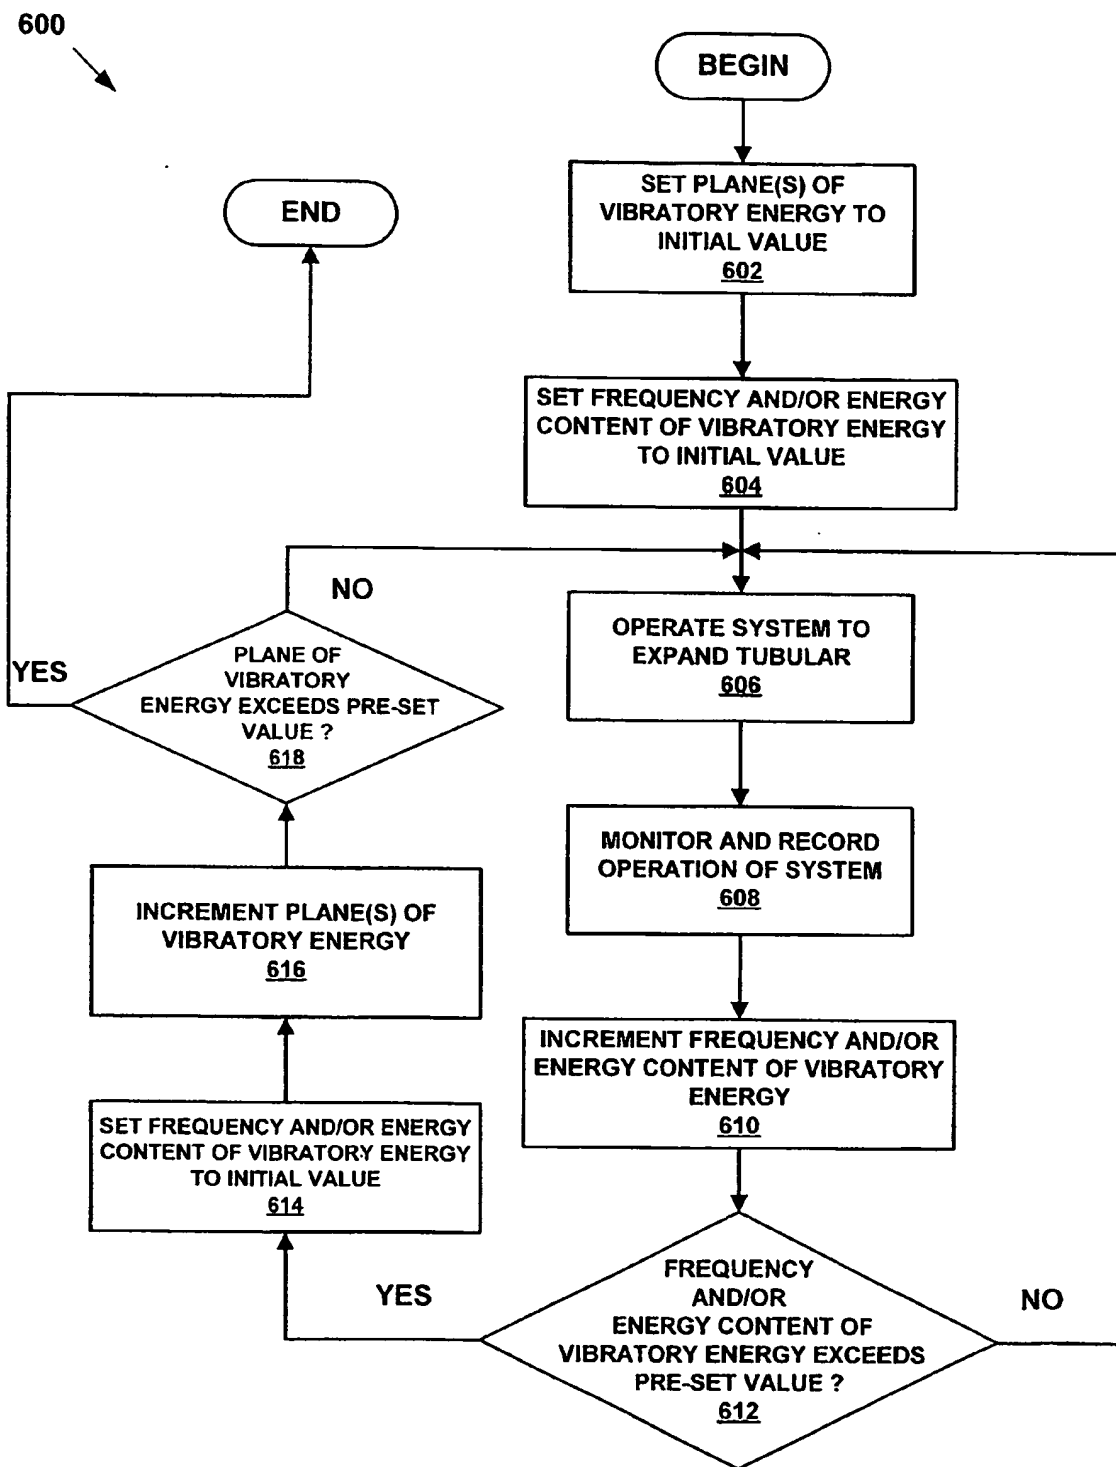 600
BEGIN
SET PLANE(S) OF
VIBRATORY ENERGY TO
INITIAL VALUE
602
END
SET FREQUENCY AND/OR ENERGY
CONTENT OF VIBRATORY ENERGY
TO INITIAL VALUE
604
NO
OPERATE SYSTEM TO
EXPAND TUBULAR
606
YES
PLANE OF
VIBRATORY
ENERGY EXCEEDS PRE-SET
VALUE ?
618
MONITOR AND RECORD
OPERATION OF SYSTEM
608
INCREMENT PLANE(S) OF
VIBRATORY ENERGY
616
INCREMENT FREQUENCY AND/OR
ENERGY CONTENT OF VIBRATORY
ENERGY
610
SET FREQUENCY AND/OR ENERGY
CONTENT OF VIBRATORY ENERGY
TO INITIAL VALUE
614
YES
FREQUENCY
AND/OR
ENERGY CONTENT OF
VIBRATORY ENERGY EXCEEDS
PRE-SET VALUE ?
612
NO